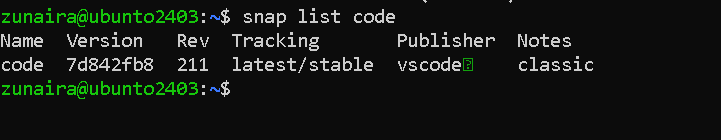 zunaira@ubunto2403:~$ snap list code
Name  Version   Rev  Tracking       Publisher  Notes
code  7d842fb8  211  latest/stable  vscode  classic
zunaira@ubunto2403:~$